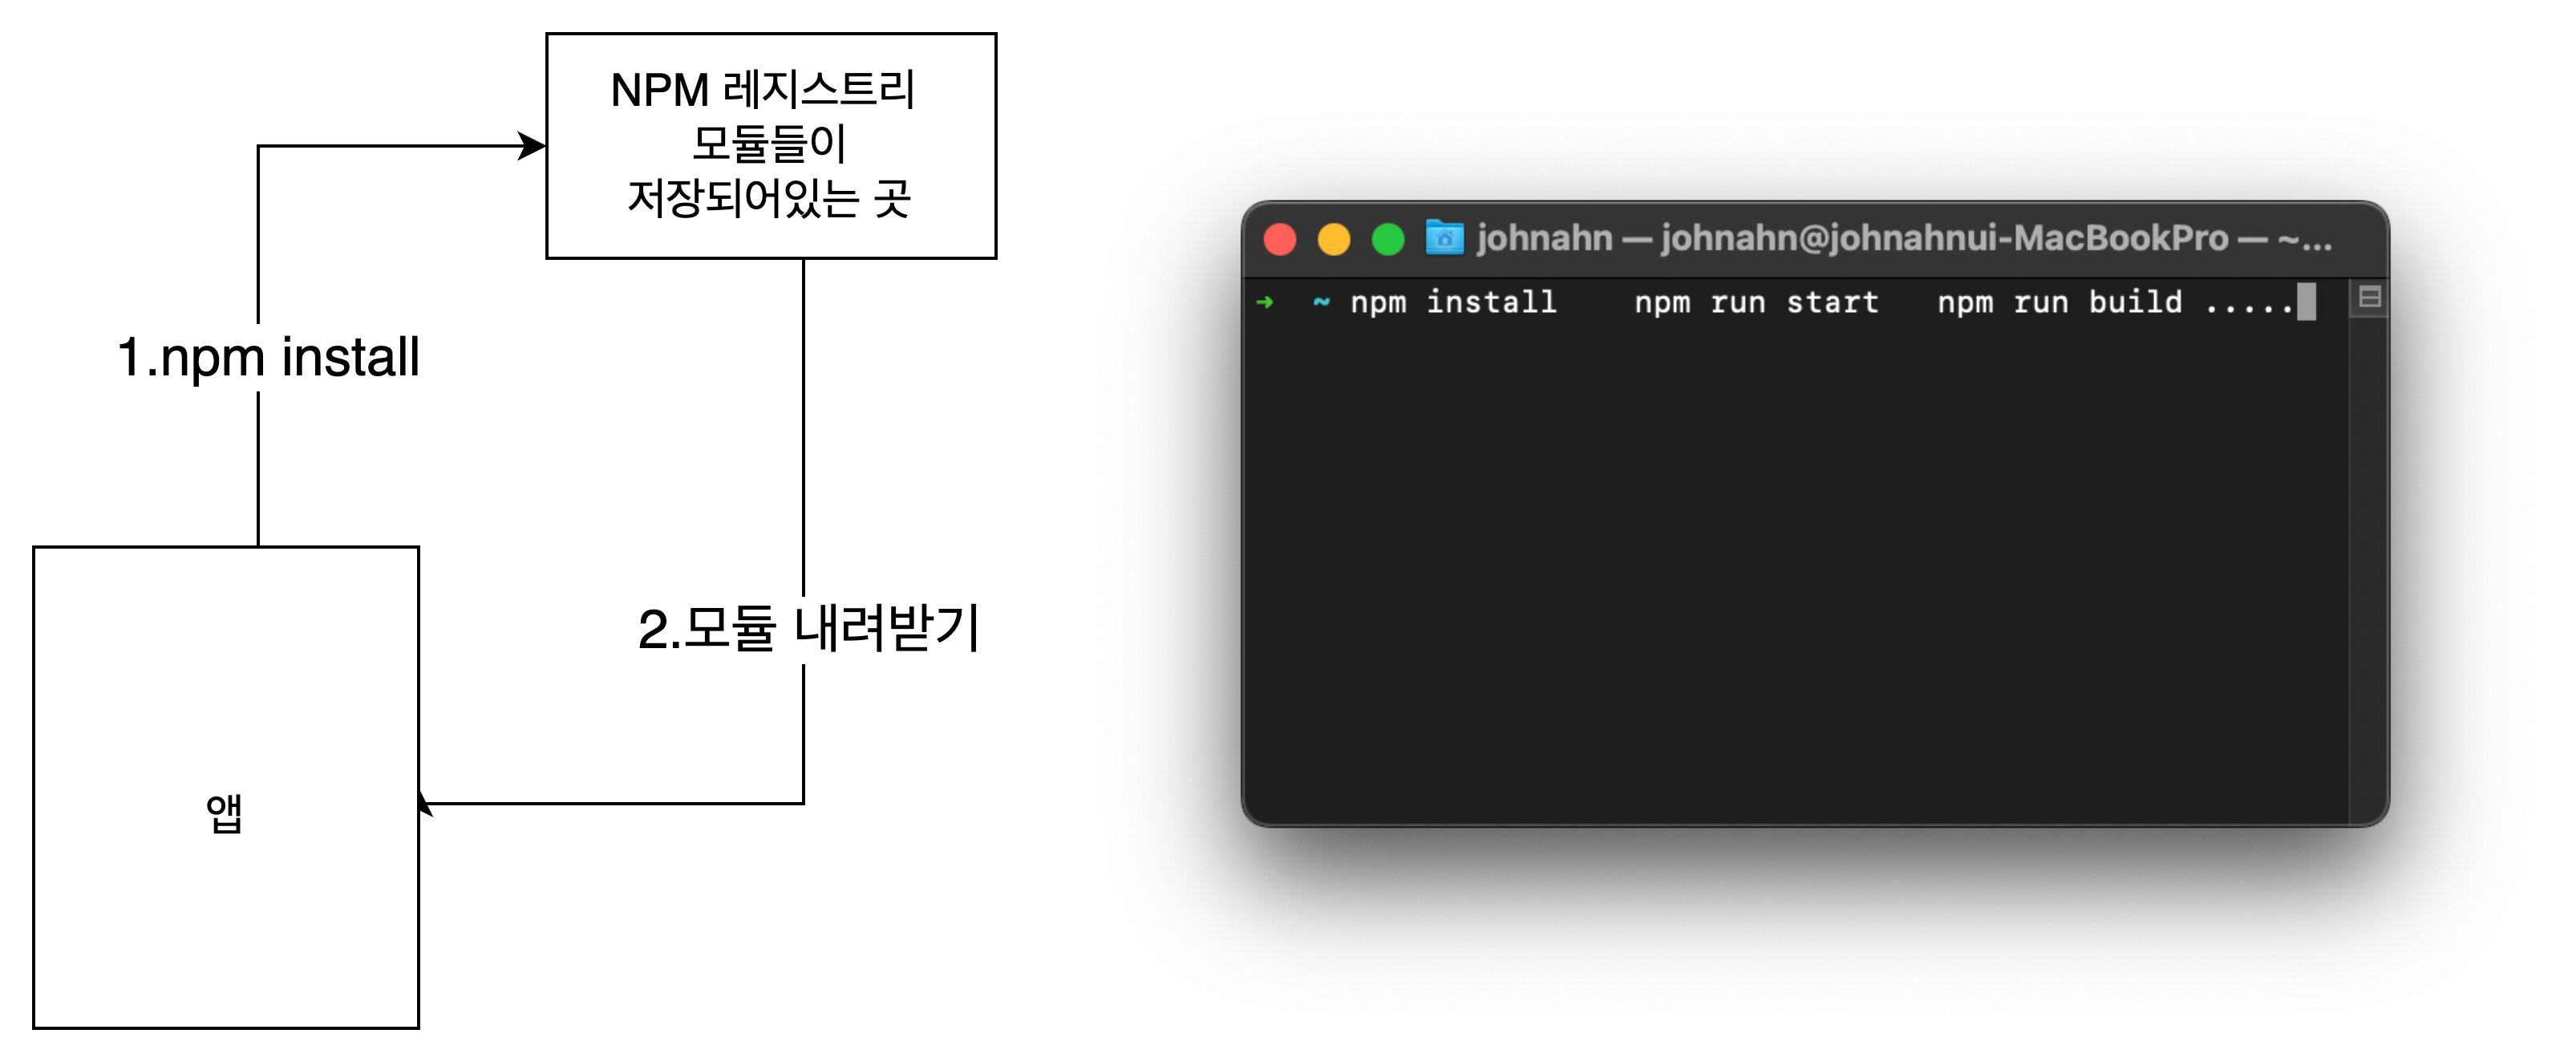 NPM 레지스트리
모듈들이
저장되어있는 곳
1.npm install
2.모듈 내려받기
앱
johnahn — johnahn@johnahnui-MacBookPro — ~...
➜ ~ npm install npm run start npm run build .....